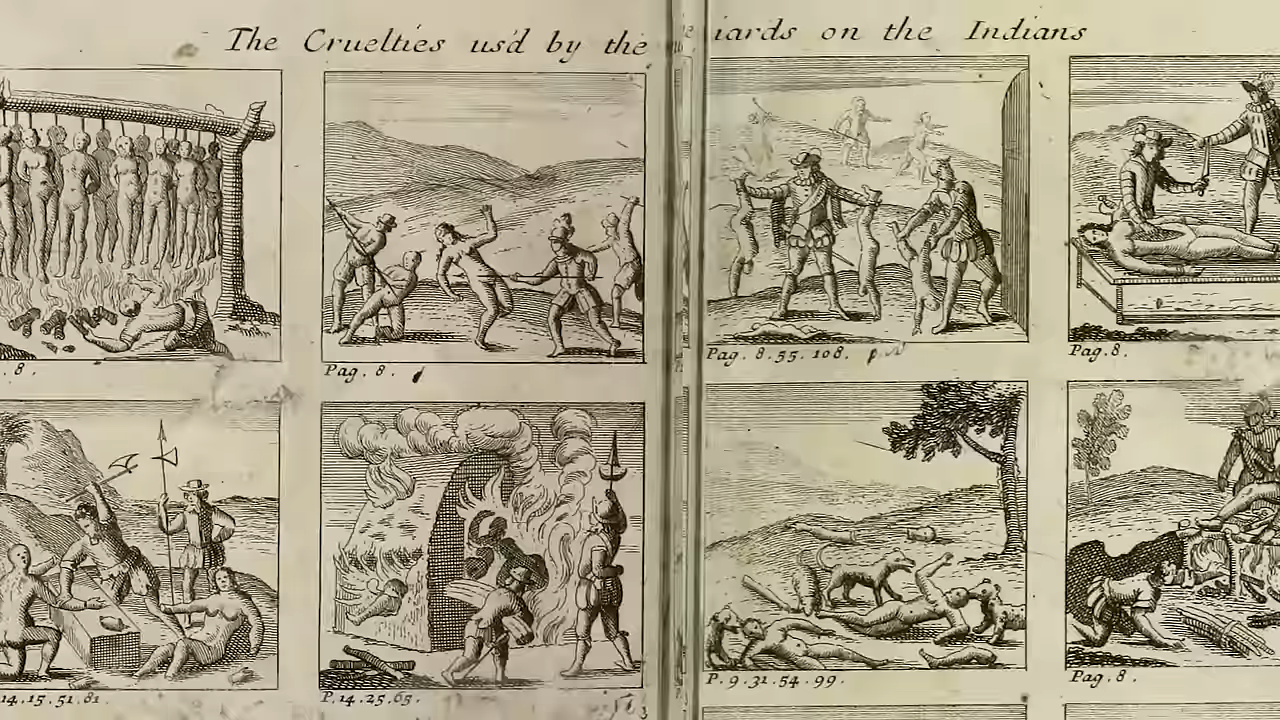 The Cruelties us'd by the iards on the Indians
. 8 .
Pag. 8.
Pag. 8. 55. 108.
Pag. 8.
14. 15. 51. 81.
P. 14. 25. 65.
P. 9. 31. 54. 99.
Pag. 8.